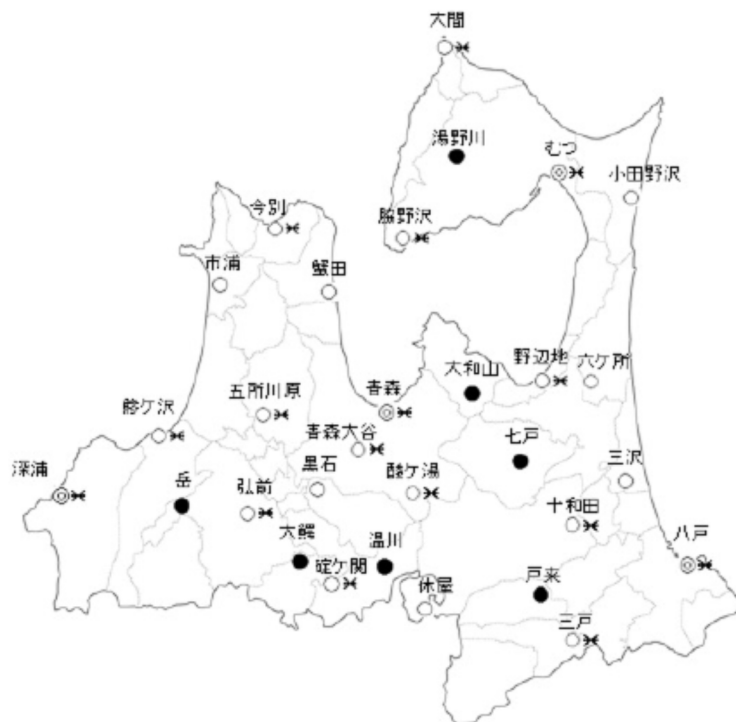 大間
湯野川
むつ
小田野沢
今別
脇野沢
市浦
蟹田
大和山
野辺地
六ケ所
五所川原
青森
鯵ケ沢
青森大谷
七戸
深浦
岳
弘前
黒石
酸ケ湯
三沢
十和田
大鰐
温川
八戸
碇ケ関
休屋
戸来
三戸